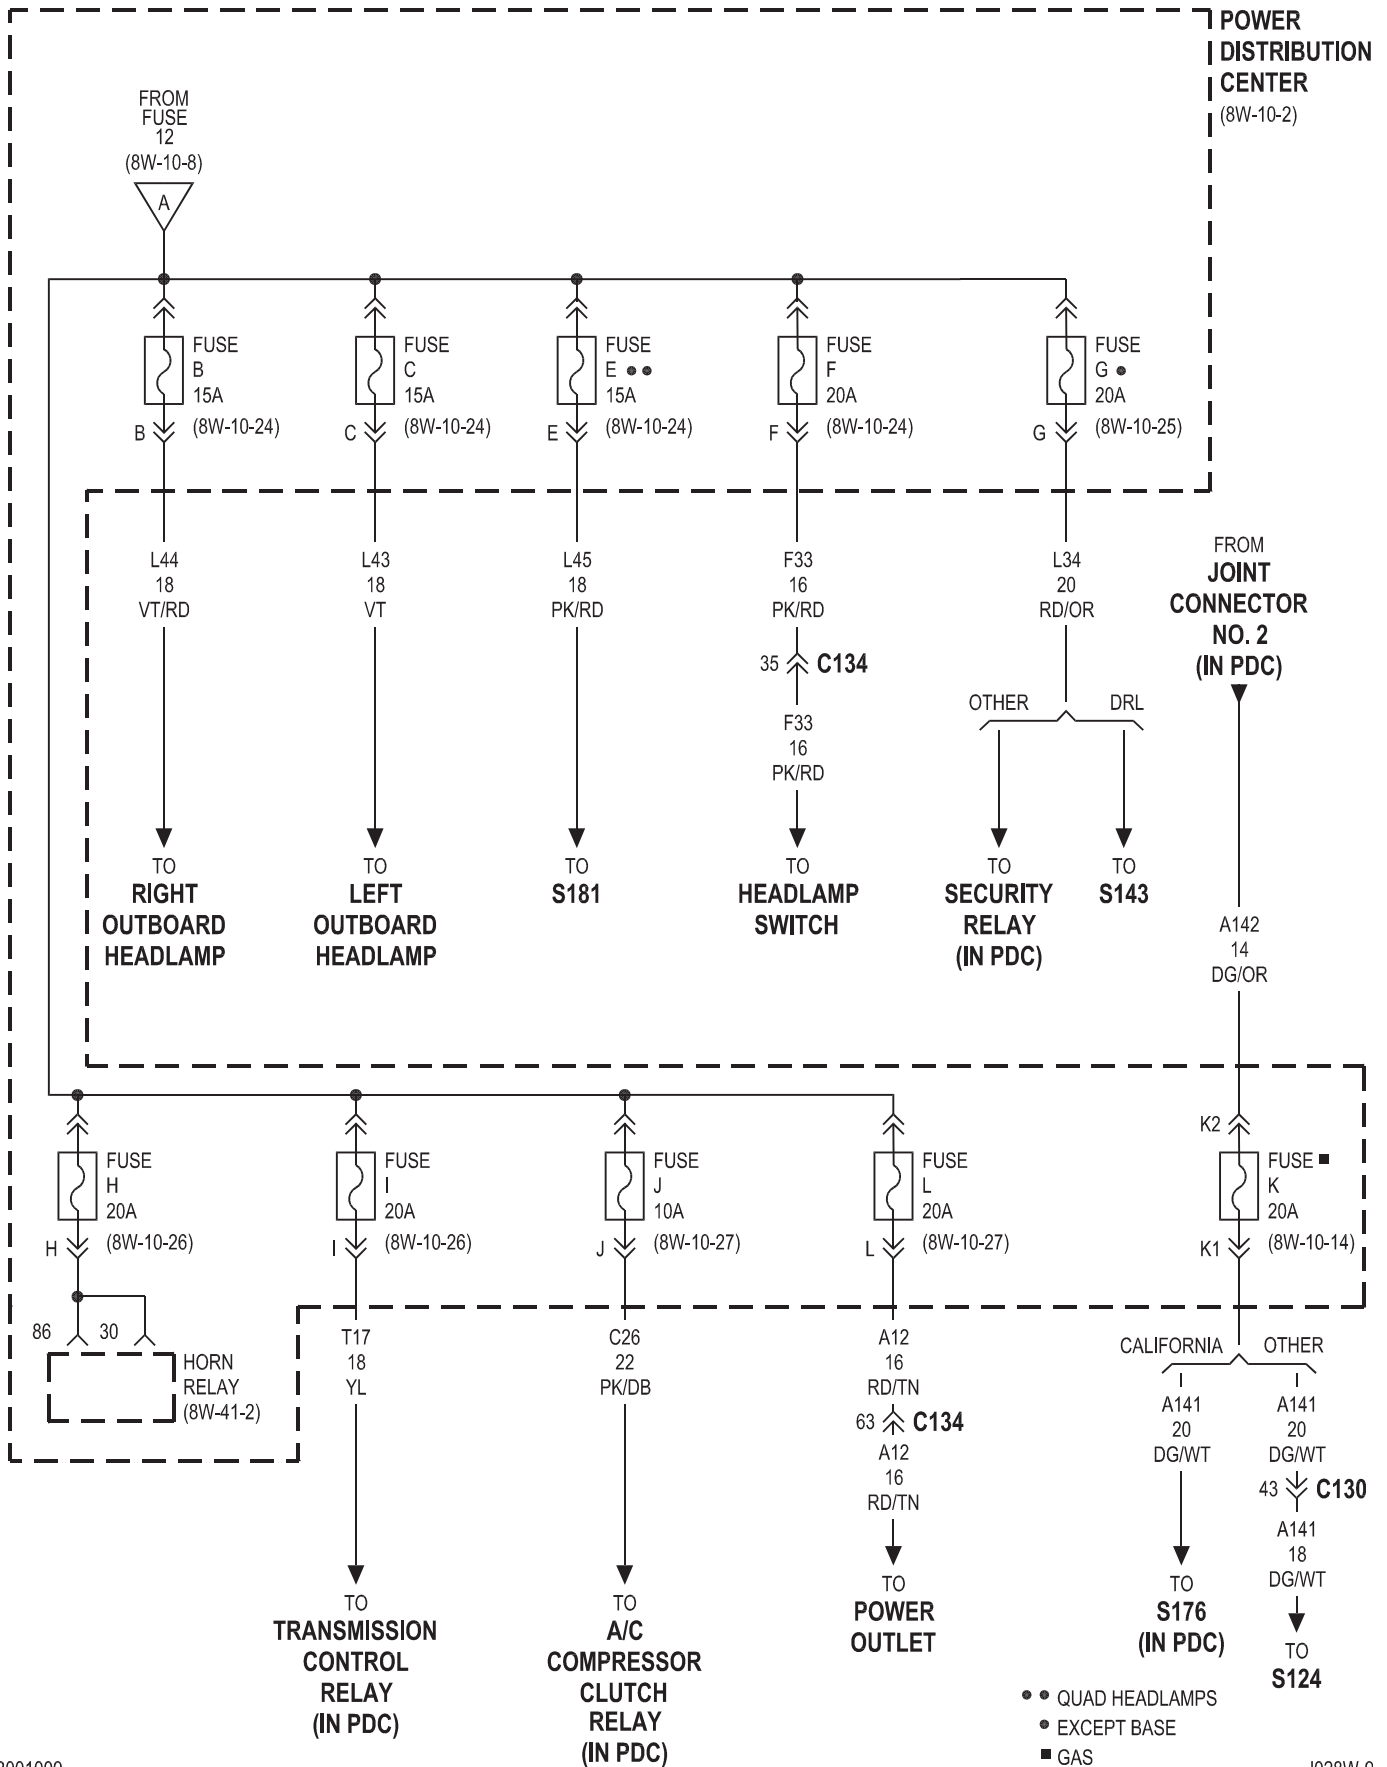 POWER
DISTRIBUTION
CENTER
(8W-10-2)
FROM
FUSE
12
(8W-10-8)
A
FUSE
B
15A
(8W-10-24)
B
FUSE
C
15A
(8W-10-24)
C
FUSE
E ●●
15A
(8W-10-24)
E
FUSE
F
20A
(8W-10-24)
F
FUSE
G ●
20A
(8W-10-25)
G
L44
18
VT/RD
L43
18
VT
L45
18
PK/RD
F33
16
PK/RD
L34
20
RD/OR
FROM
JOINT
CONNECTOR
NO. 2
(IN PDC)
35 C134
F33
16
PK/RD
OTHER DRL
TO
RIGHT
OUTBOARD
HEADLAMP
TO
LEFT
OUTBOARD
HEADLAMP
TO
S181
TO
HEADLAMP
SWITCH
TO
SECURITY
RELAY
(IN PDC)
TO
S143
A142
14
DG/OR
FUSE
H
20A
(8W-10-26)
H
FUSE
I
20A
(8W-10-26)
I
FUSE
J
10A
(8W-10-27)
J
FUSE
L
20A
(8W-10-27)
L
K2
FUSE ■
K
20A
(8W-10-14)
K1
86 30
HORN
RELAY
(8W-41-2)
T17
18
YL
C26
22
PK/DB
A12
16
RD/TN
63 C134
A12
16
RD/TN
CALIFORNIA OTHER
A141
20
DG/WT
A141
20
DG/WT
43 C130
A141
18
DG/WT
TO
TRANSMISSION
CONTROL
RELAY
(IN PDC)
TO
A/C
COMPRESSOR
CLUTCH
RELAY
(IN PDC)
TO
POWER
OUTLET
TO
S176
(IN PDC)
TO
S124
●● QUAD HEADLAMPS
● EXCEPT BASE
■ GAS